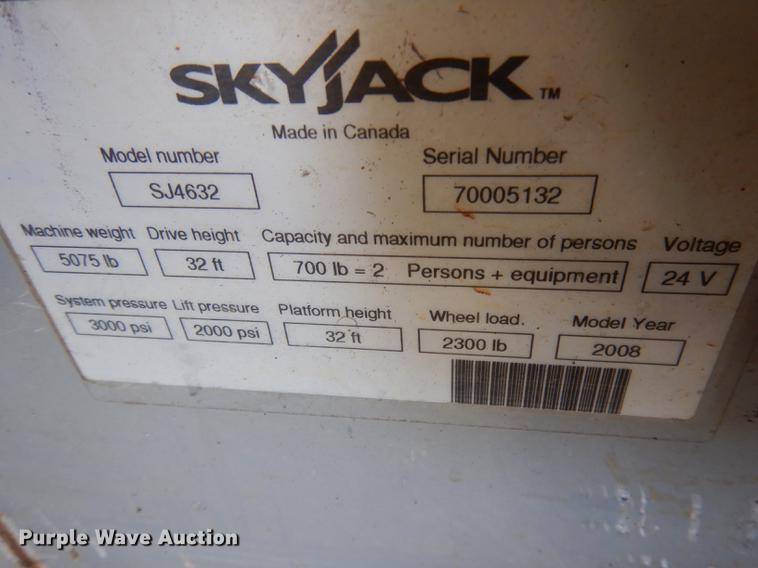 SKYJACK™
Made in Canada
Model number Serial Number
SJ4632 70005132
Machine weight Drive height Capacity and maximum number of persons Voltage
5075 lb 32 ft 700 lb = 2 Persons + equipment 24 V
System pressure Lift pressure Platform height Wheel load. Model Year
3000 psi 2000 psi 32 ft 2300 lb 2008
Purple Wave Auction